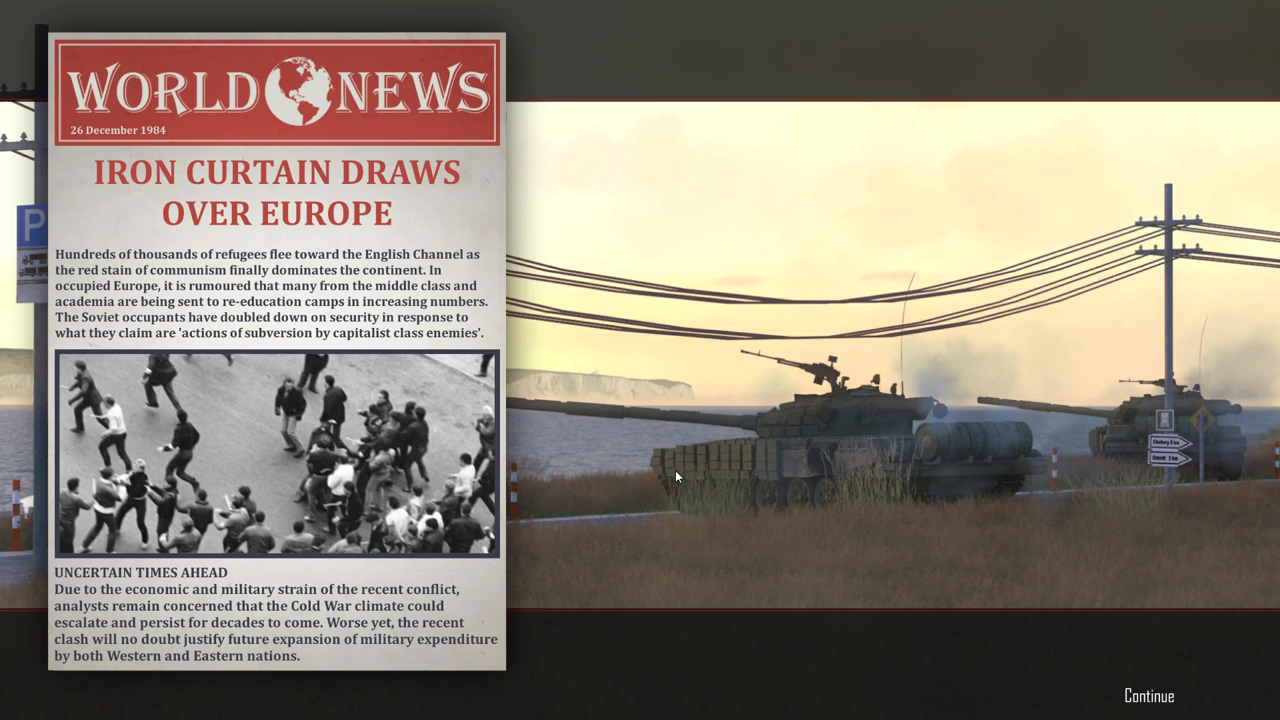 WORLD NEWS
26 December 1984
IRON CURTAIN DRAWS
OVER EUROPE
Hundreds of thousands of refugees flee toward the English Channel as
the red stain of communism finally dominates the continent. In
occupied Europe, it is rumoured that many from the middle class and
academia are being sent to re-education camps in increasing numbers.
The Soviet occupants have doubled down on security in response to
what they claim are 'actions of subversion by capitalist class enemies'.
UNCERTAIN TIMES AHEAD
Due to the economic and military strain of the recent conflict,
analysts remain concerned that the Cold War climate could
escalate and persist for decades to come. Worse yet, the recent
clash will no doubt justify future expansion of military expenditure
by both Western and Eastern nations.
P
Continue